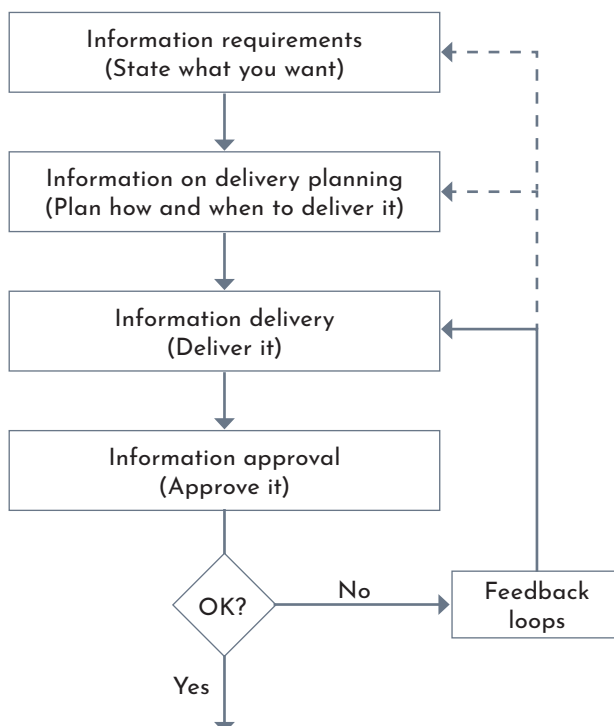 Information requirements
(State what you want)
Information on delivery planning
(Plan how and when to deliver it)
Information delivery
(Deliver it)
Information approval
(Approve it)
OK?
No
Feedback
loops
Yes